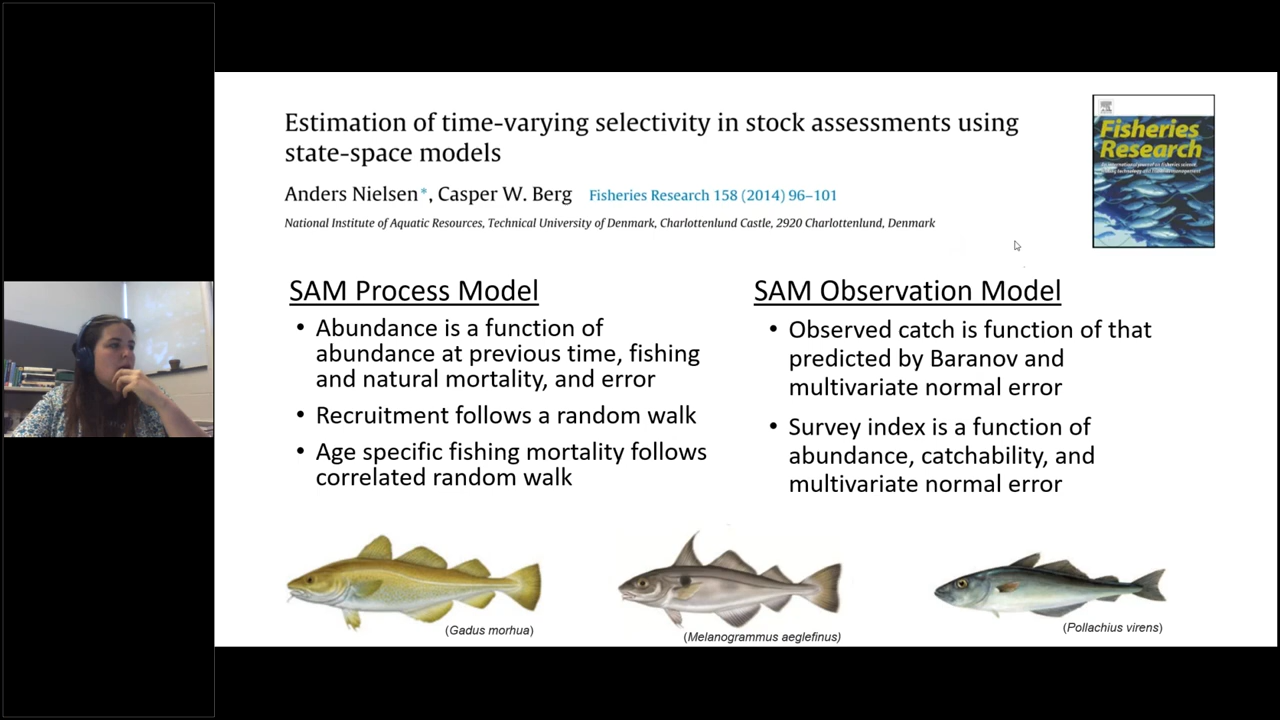 Estimation of time-varying selectivity in stock assessments using
state-space models
Anders Nielsen*, Casper W. Berg Fisheries Research 158 (2014) 96–101
National Institute of Aquatic Resources, Technical University of Denmark, Charlottenlund Castle, 2920 Charlottenlund, Denmark
Fisheries
Research
SAM Process Model
• Abundance is a function of
abundance at previous time, fishing
and natural mortality, and error
• Recruitment follows a random walk
• Age specific fishing mortality follows
correlated random walk
SAM Observation Model
• Observed catch is function of that
predicted by Baranov and
multivariate normal error
• Survey index is a function of
abundance, catchability, and
multivariate normal error
(Gadus morhua)
(Melanogrammus aeglefinus)
(Pollachius virens)